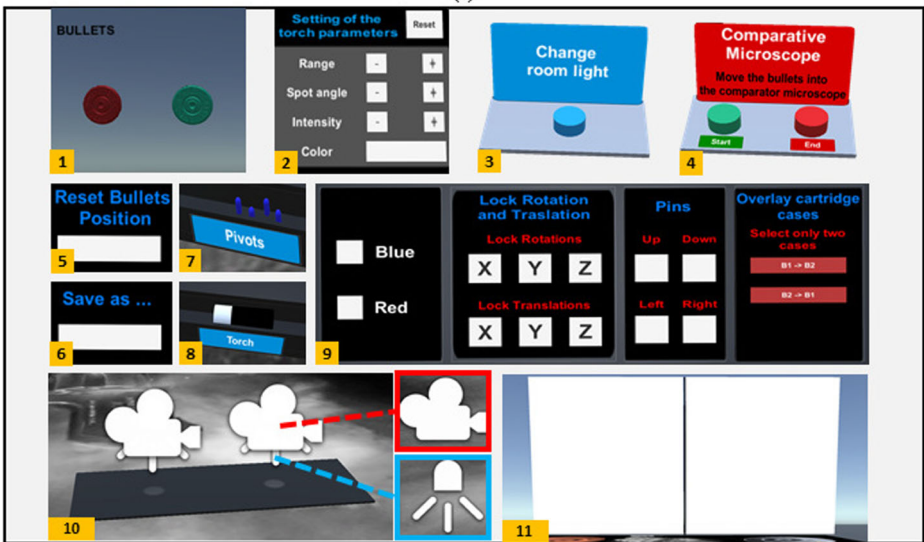 BULLETS
1
Setting of the
torch parameters
Reset
Range - +
Spot angle - +
Intensity - +
Color
2
Change
room light
3
Comparative
Microscope
Move the bullets into
the comparator microscope
Start
End
4
Reset Bullets
Position
5
Save as ...
6
Pivots
7
Torch
8
Blue
Red
Lock Rotation
and Traslation
Lock Rotations
X Y Z
Lock Translations
X Y Z
Pins
Up Down
Left Right
Overlay cartridge
cases
Select only two
cases
B1 -> B2
B2 -> B1
9
10
11